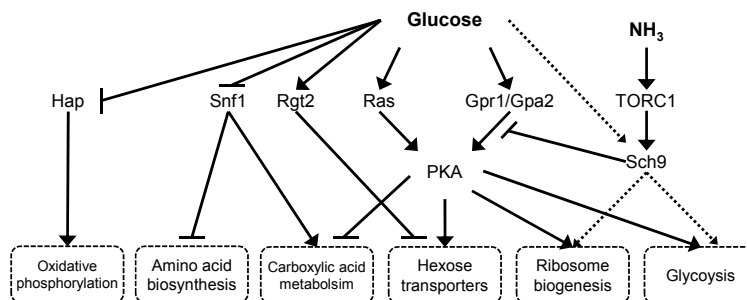 Glucose
NH3
Hap
Snf1
Rgt2
Ras
Gpr1/Gpa2
TORC1
Sch9
PKA
Oxidative
phosphorylation
Amino acid
biosynthesis
Carboxylic acid
metabolsim
Hexose
transporters
Ribosome
biogenesis
Glycoysis